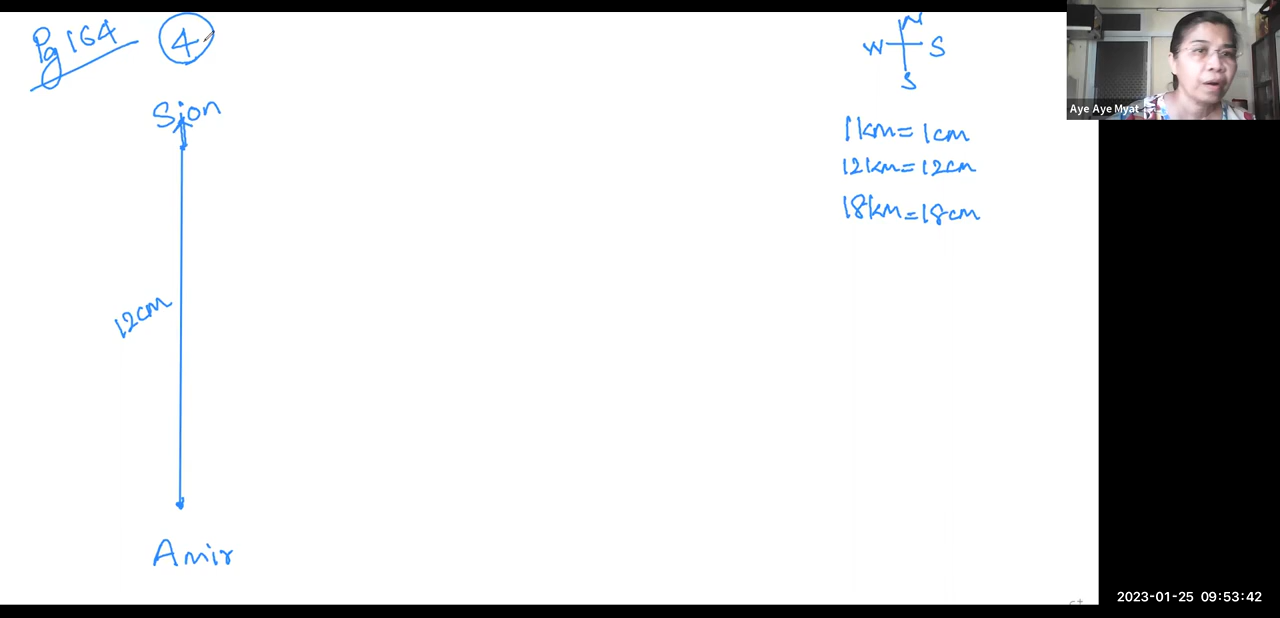 Pg 164 4
N
W S
S
Sion
1km = 1cm
12km = 12cm
18km = 18cm
12cm
Amir
Aye Aye Myat
2023-01-25 09:53:42